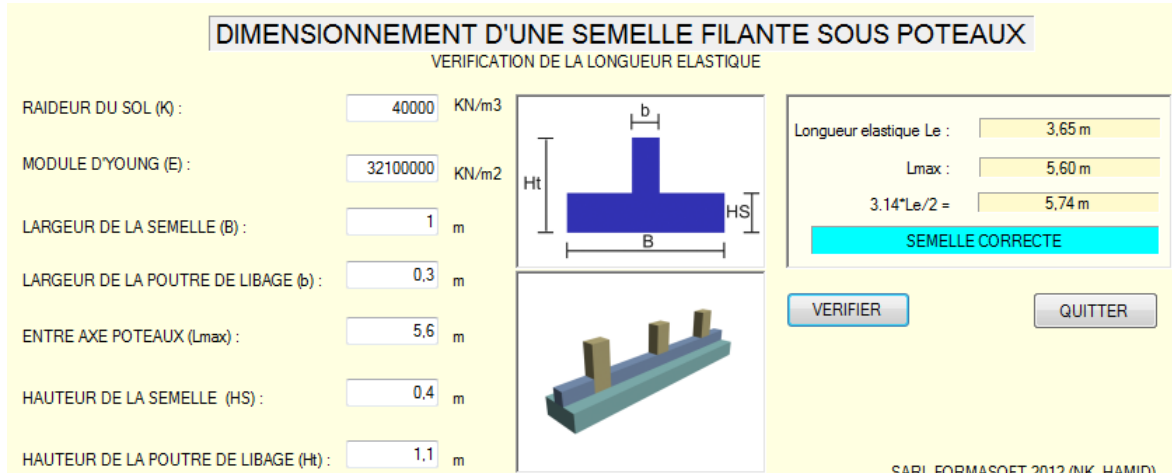 DIMENSIONNEMENT D'UNE SEMELLE FILANTE SOUS POTEAUX
VERIFICATION DE LA LONGUEUR ELASTIQUE
RAIDEUR DU SOL (K) : 40000 KN/m3
MODULE D'YOUNG (E) : 32100000 KN/m2
LARGEUR DE LA SEMELLE (B) : 1 m
LARGEUR DE LA POUTRE DE LIBAGE (b) : 0,3 m
ENTRE AXE POTEAUX (Lmax) : 5,6 m
HAUTEUR DE LA SEMELLE (HS) : 0,4 m
HAUTEUR DE LA POUTRE DE LIBAGE (Ht) : 1,1 m
b
Ht
HS
B
Longueur elastique Le : 3,65 m
Lmax : 5,60 m
3.14*Le/2 = 5,74 m
SEMELLE CORRECTE
VERIFIER QUITTER
SARL FORMASOFT 2012 (NK HAMID)